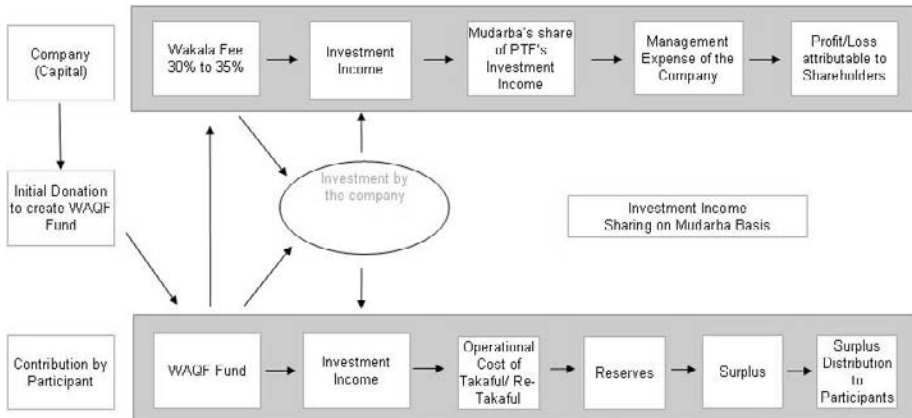 Company
(Capital)
Wakala Fee
30% to 35%
Investment
Income
Mudarba's share
of PTF's
Investment
Income
Management
Expense of the
Company
Profit/Loss
attributable to
Shareholders
Initial Donation
to create WAQF
Fund
Investment by
the company
Investment Income
Sharing on Mudarba Basis
Contribution by
Participant
WAQF Fund
Investment
Income
Operational
Cost of
Takaful/ Re-
Takaful
Reserves
Surplus
Surplus
Distribution
to
Participants